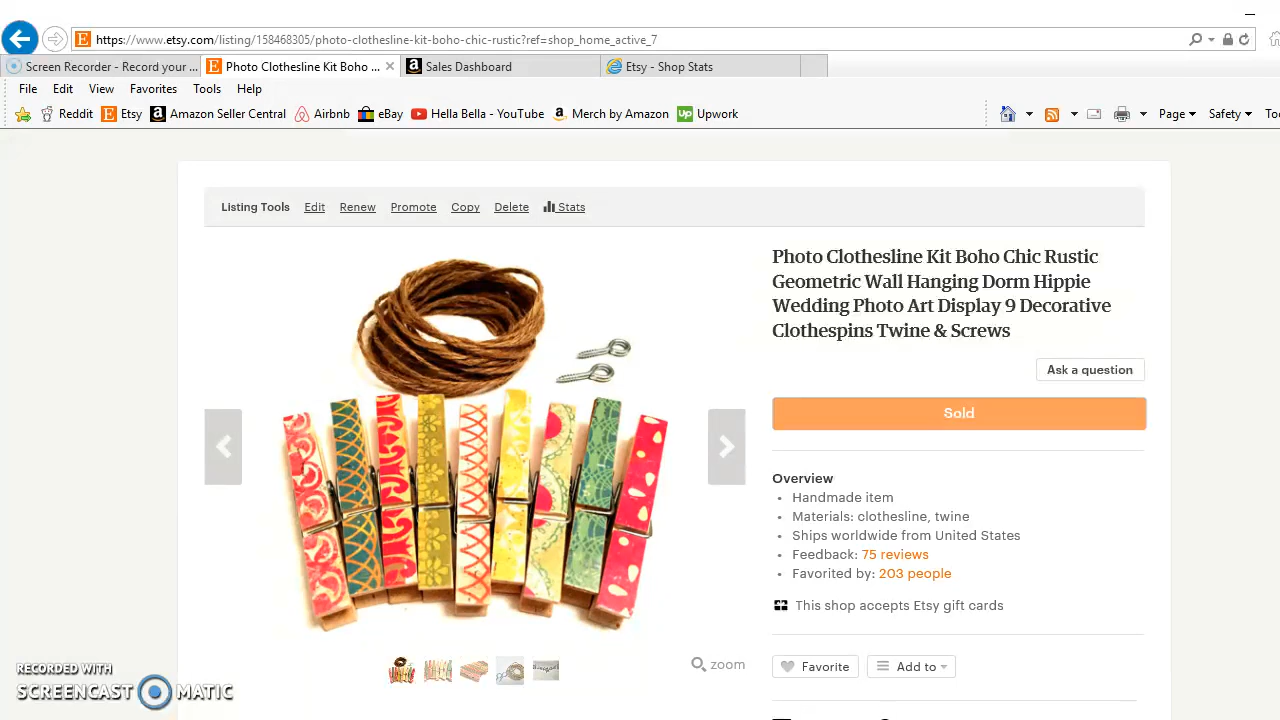 https://www.etsy.com/listing/158468305/photo-clothesline-kit-boho-chic-rustic?ref=shop_home_active_7
Screen Recorder - Record your ...
Photo Clothesline Kit Boho ...
Sales Dashboard
Etsy - Shop Stats
File Edit View Favorites Tools Help
Reddit Etsy Amazon Seller Central Airbnb eBay Hella Bella - YouTube Merch by Amazon Upwork Page Safety
Listing Tools Edit Renew Promote Copy Delete Stats
Photo Clothesline Kit Boho Chic Rustic
Geometric Wall Hanging Dorm Hippie
Wedding Photo Art Display 9 Decorative
Clothespins Twine & Screws
Ask a question
Sold
Overview
• Handmade item
• Materials: clothesline, twine
• Ships worldwide from United States
• Feedback: 75 reviews
• Favorited by: 203 people
This shop accepts Etsy gift cards
zoom
Favorite
Add to
RECORDED WITH
SCREENCAST MATIC